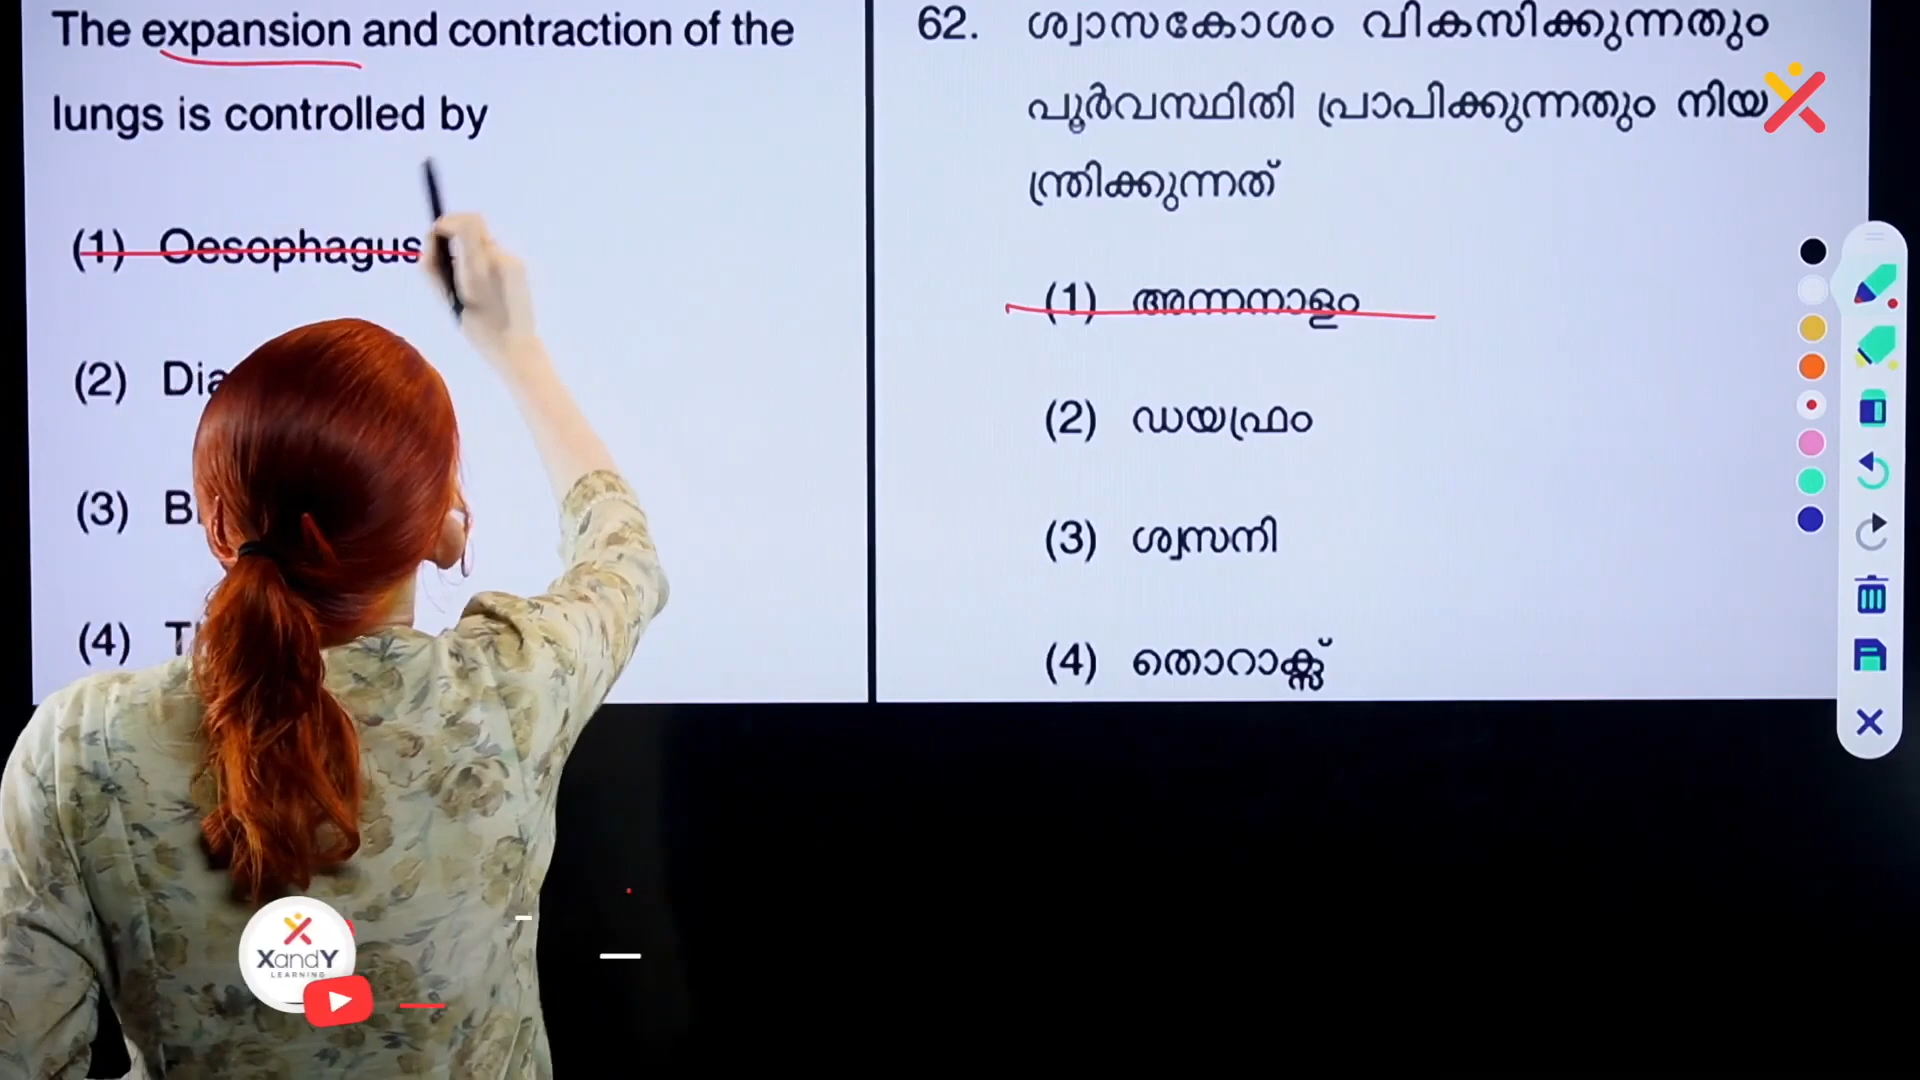 The expansion and contraction of the
lungs is controlled by
(1) Oesophagus
(2)
(3)
(4)
62. ശ്വാസകോശം വികസിക്കുന്നതും
പൂർവസ്ഥിതി പ്രാപിക്കുന്നതും നിയ
ന്ത്രിക്കുന്നത്
(1) അന്നനാളം
(2) ഡയഫ്രം
(3) ശ്വസനി
(4) തൊറാക്സ്
XandY
LEARNING